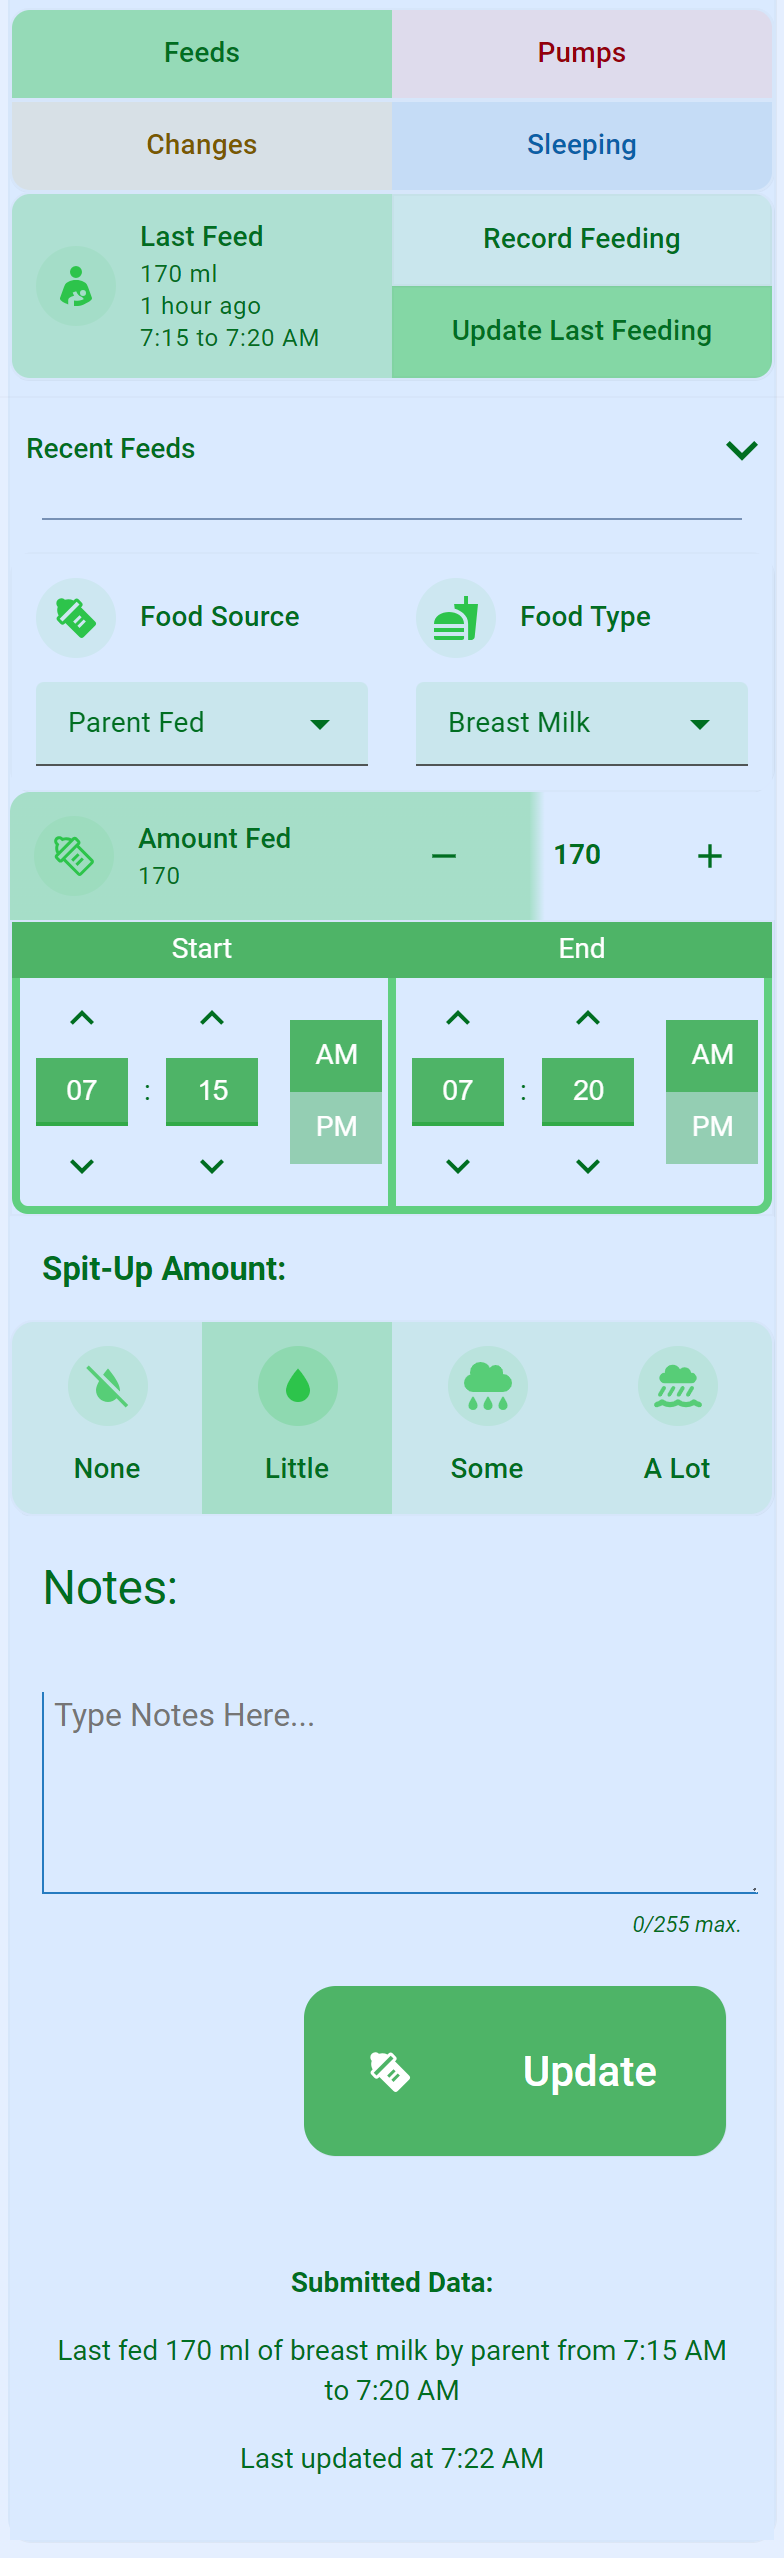 Feeds
Pumps
Changes
Sleeping
Last Feed
170 ml
1 hour ago
7:15 to 7:20 AM
Record Feeding
Update Last Feeding
Recent Feeds
Food Source
Food Type
Parent Fed
Breast Milk
Amount Fed
170
170
Start
End
07 : 15
AM
PM
07 : 20
AM
PM
Spit-Up Amount:
None
Little
Some
A Lot
Notes:
Type Notes Here...
0/255 max.
Update
Submitted Data:
Last fed 170 ml of breast milk by parent from 7:15 AM
to 7:20 AM
Last updated at 7:22 AM